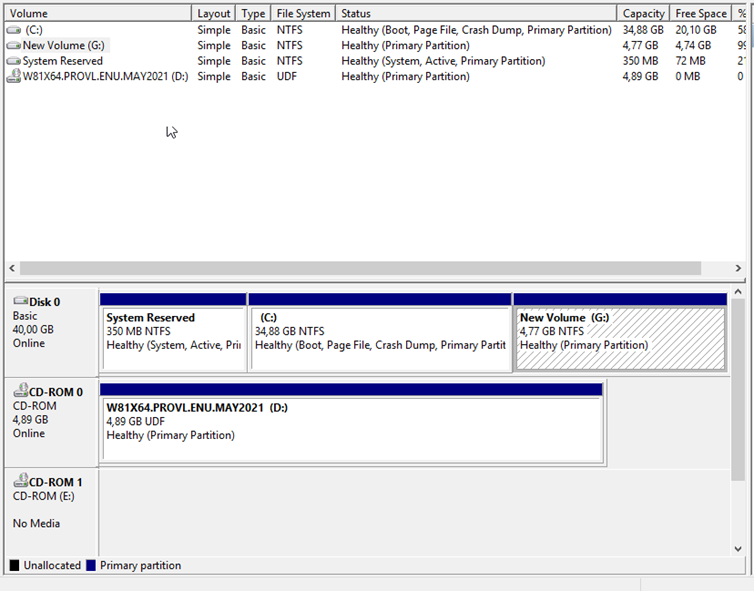 Volume Layout Type File System Status Capacity Free Space %
(C:) Simple Basic NTFS Healthy (Boot, Page File, Crash Dump, Primary Partition) 34,88 GB 20,10 GB 58
New Volume (G:) Simple Basic NTFS Healthy (Primary Partition) 4,77 GB 4,74 GB 99
System Reserved Simple Basic NTFS Healthy (System, Active, Primary Partition) 350 MB 72 MB 21
W81X64.PROVL.ENU.MAY2021 (D:) Simple Basic UDF Healthy (Primary Partition) 4,89 GB 0 MB 0
Disk 0
Basic
40,00 GB
Online
System Reserved
350 MB NTFS
Healthy (System, Active, Pri
(C:)
34,88 GB NTFS
Healthy (Boot, Page File, Crash Dump, Primary Partit
New Volume (G:)
4,77 GB NTFS
Healthy (Primary Partition)
CD-ROM 0
CD-ROM
4,89 GB
Online
W81X64.PROVL.ENU.MAY2021 (D:)
4,89 GB UDF
Healthy (Primary Partition)
CD-ROM 1
CD-ROM (E:)
No Media
Unallocated Primary partition